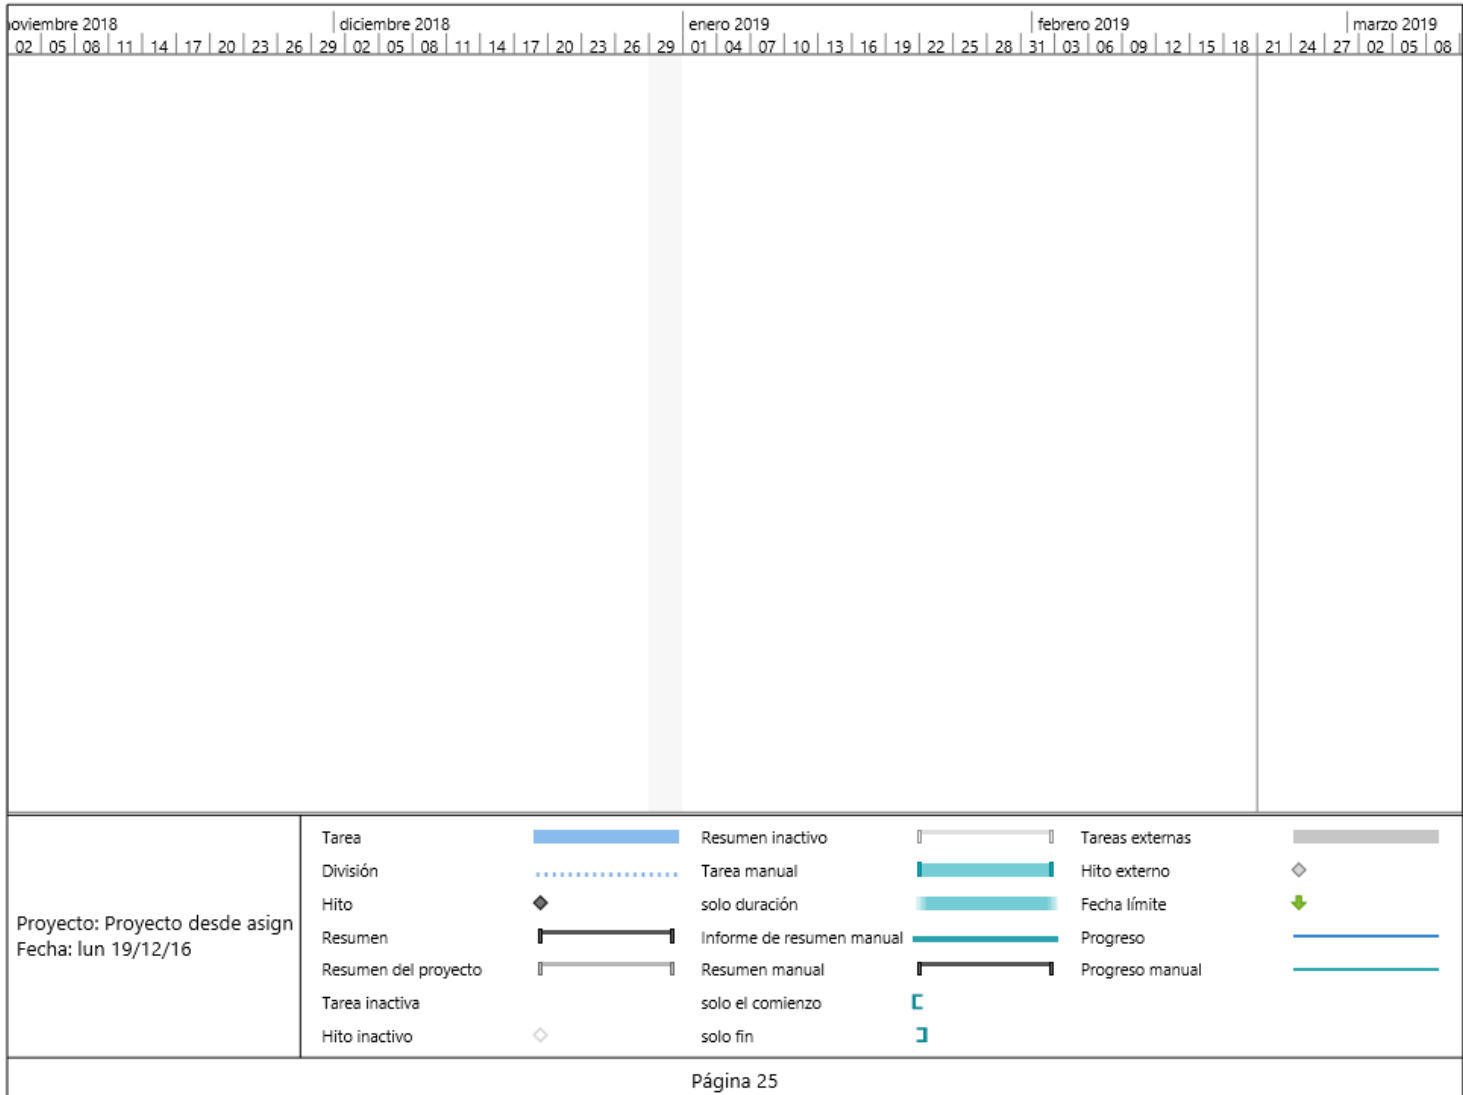 oviembre 2018 diciembre 2018 enero 2019 febrero 2019 marzo 2019
02 05 08 11 14 17 20 23 26 29 02 05 08 11 14 17 20 23 26 29 01 04 07 10 13 16 19 22 25 28 31 03 06 09 12 15 18 21 24 27 02 05 08
Proyecto: Proyecto desde asign
Fecha: lun 19/12/16
Tarea
División
Hito
Resumen
Resumen del proyecto
Tarea inactiva
Hito inactivo
Resumen inactivo
Tarea manual
solo duración
Informe de resumen manual
Resumen manual
solo el comienzo
solo fin
Tareas externas
Hito externo
Fecha límite
Progreso
Progreso manual
Página 25